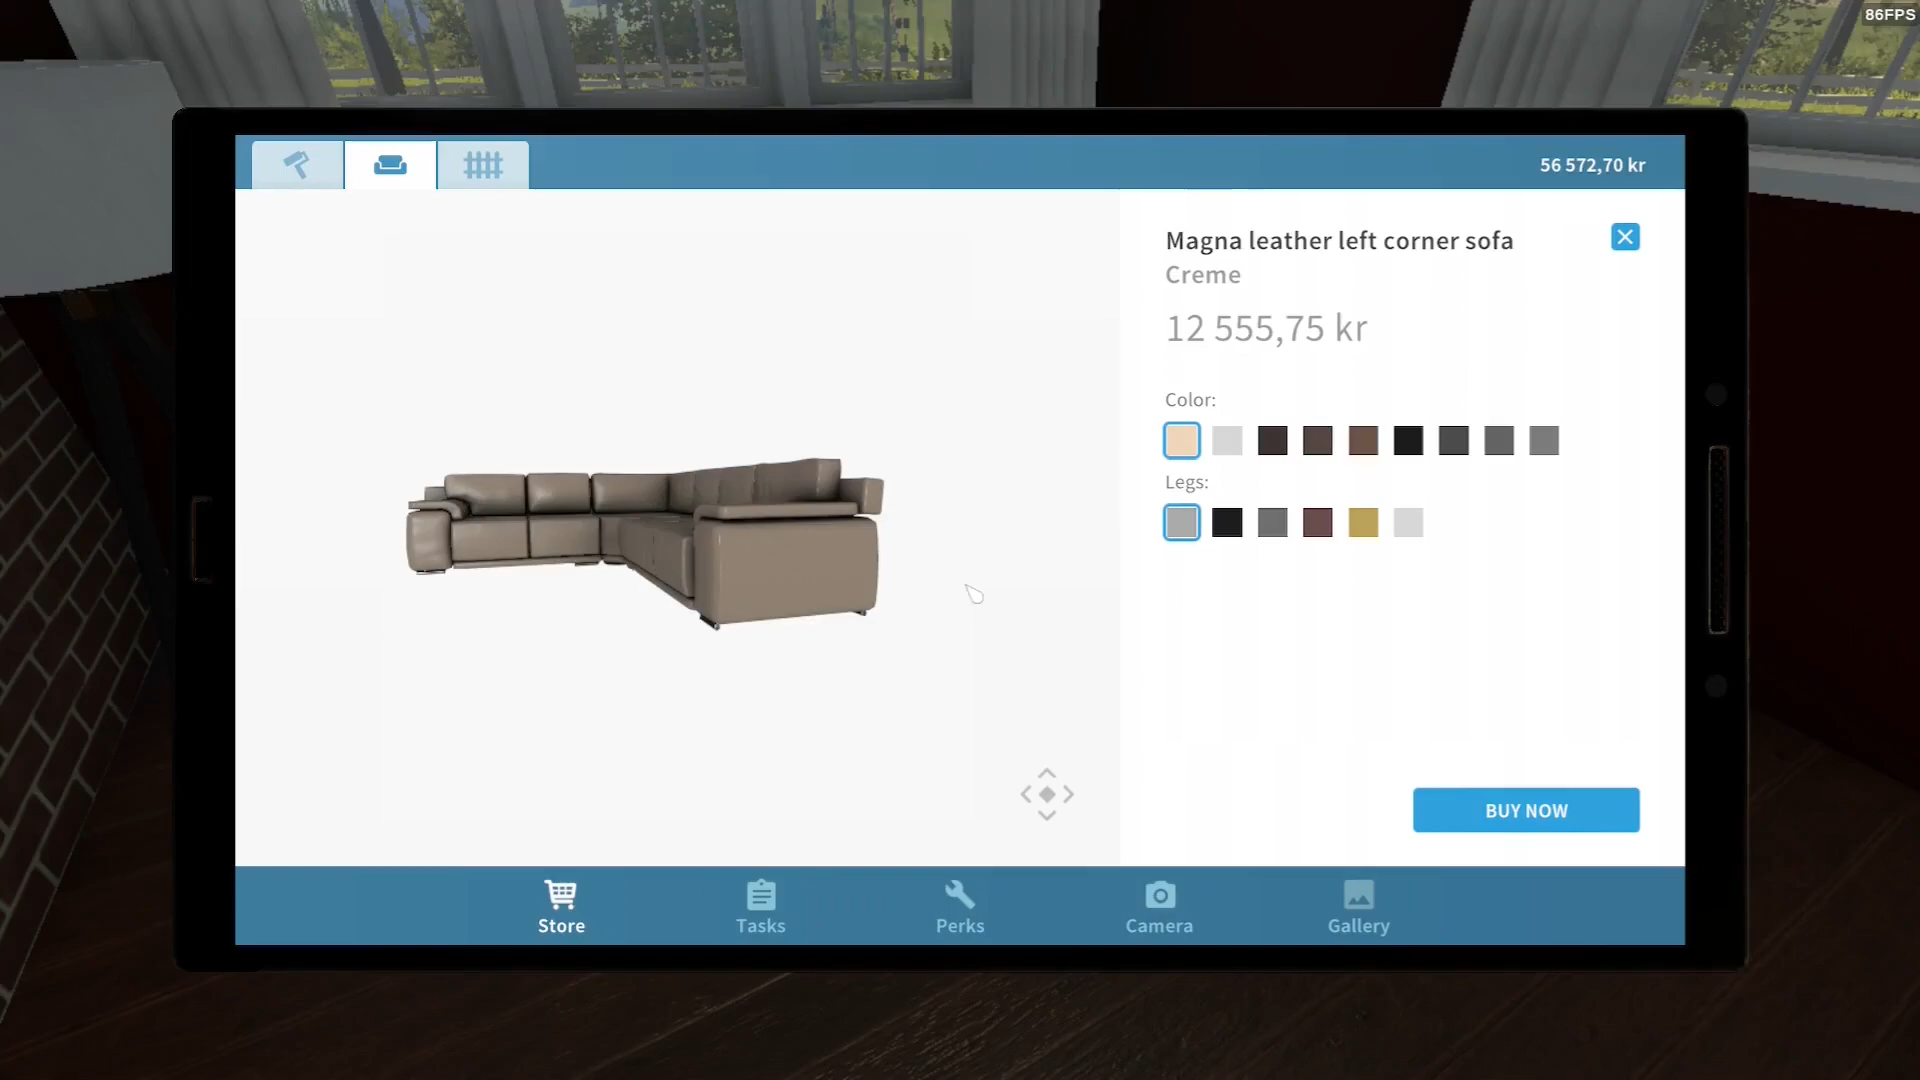 86FPS
56 572,70 kr
Magna leather left corner sofa
Creme
12 555,75 kr
Color:
Legs:
BUY NOW
Store
Tasks
Perks
Camera
Gallery